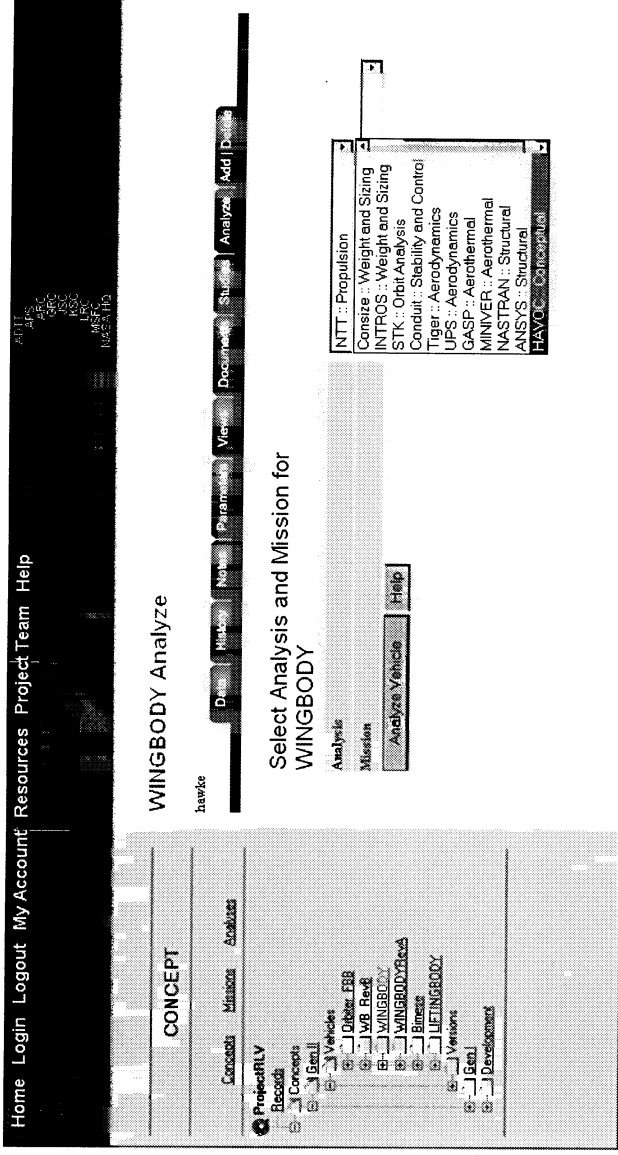 Home Login Logout My Account Resources Project Team Help
APS
ARC
GRC
JSC
KSC
LRC
MSFC
NASA HQ
CONCEPT
Concepts Missions Analyses
ProjectRLV
Records
Concepts
Gen II
Vehicles
Orbiter_FBB
WB_RevB
WINGBODY
WINGBODYRevA
Bimese
LIFTINGBODY
Versions
Gen I
Development
WINGBODY Analyze
hawke
Data History Notes Parameters Views Documents Studies Analyze Add | Delete
Select Analysis and Mission for
WINGBODY
Analysis
Mission
Analyze Vehicle Help
NTT :: Propulsion
Consize :: Weight and Sizing
INTROS :: Weight and Sizing
STK :: Orbit Analysis
Conduit :: Stability and Control
Tiger :: Aerodynamics
UPS :: Aerodynamics
GASP :: Aerothermal
MINIVER :: Aerothermal
NASTRAN :: Structural
ANSYS :: Structural
HAVOC :: Conceptual